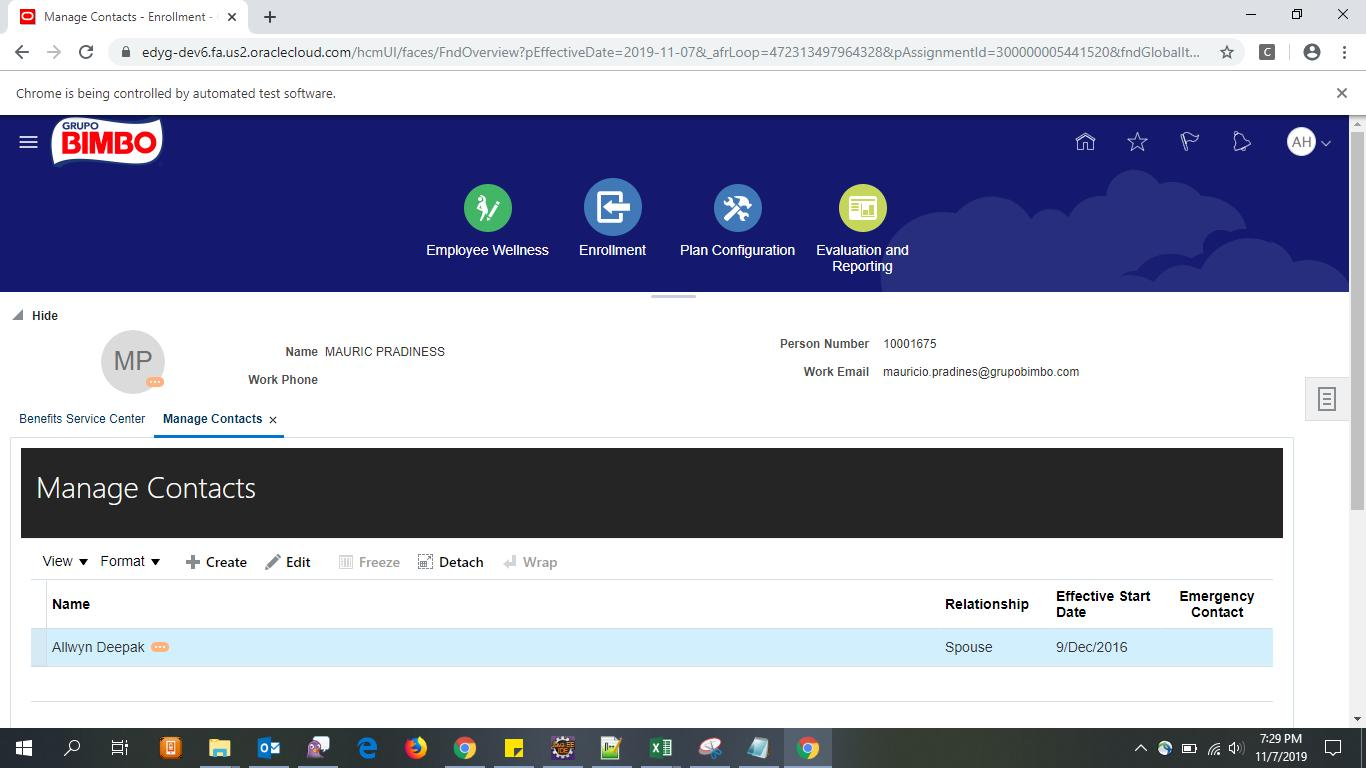 Manage Contacts - Enrollment -
edyg-dev6.fa.us2.oraclecloud.com/hcmUI/faces/FndOverview?pEffectiveDate=2019-11-07&_afrLoop=472313497964328&pAssignmentId=300000005441520&fndGlobalIt...
C
Chrome is being controlled by automated test software.
GRUPO
BIMBO
AH
Employee Wellness
Enrollment
Plan Configuration
Evaluation and
Reporting
Hide
MP
Name MAURIC PRADINESS
Work Phone
Person Number 10001675
Work Email mauricio.pradines@grupobimbo.com
Benefits Service Center Manage Contacts
Manage Contacts
View Format Create Edit Freeze Detach Wrap
Name Relationship Effective Start Date Emergency Contact
Allwyn Deepak Spouse 9/Dec/2016
7:29 PM
11/7/2019